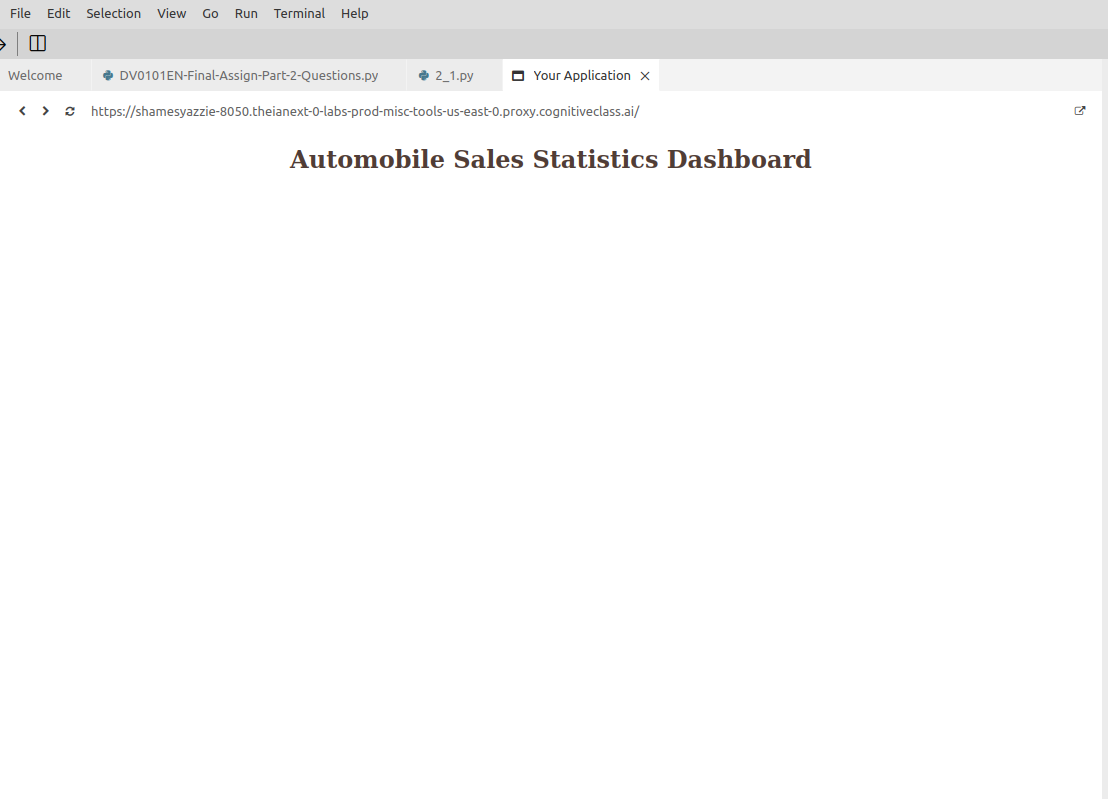 File Edit Selection View Go Run Terminal Help
Welcome DV0101EN-Final-Assign-Part-2-Questions.py 2_1.py Your Application
https://shamesyazzie-8050.theianext-0-labs-prod-misc-tools-us-east-0.proxy.cognitiveclass.ai/
Automobile Sales Statistics Dashboard